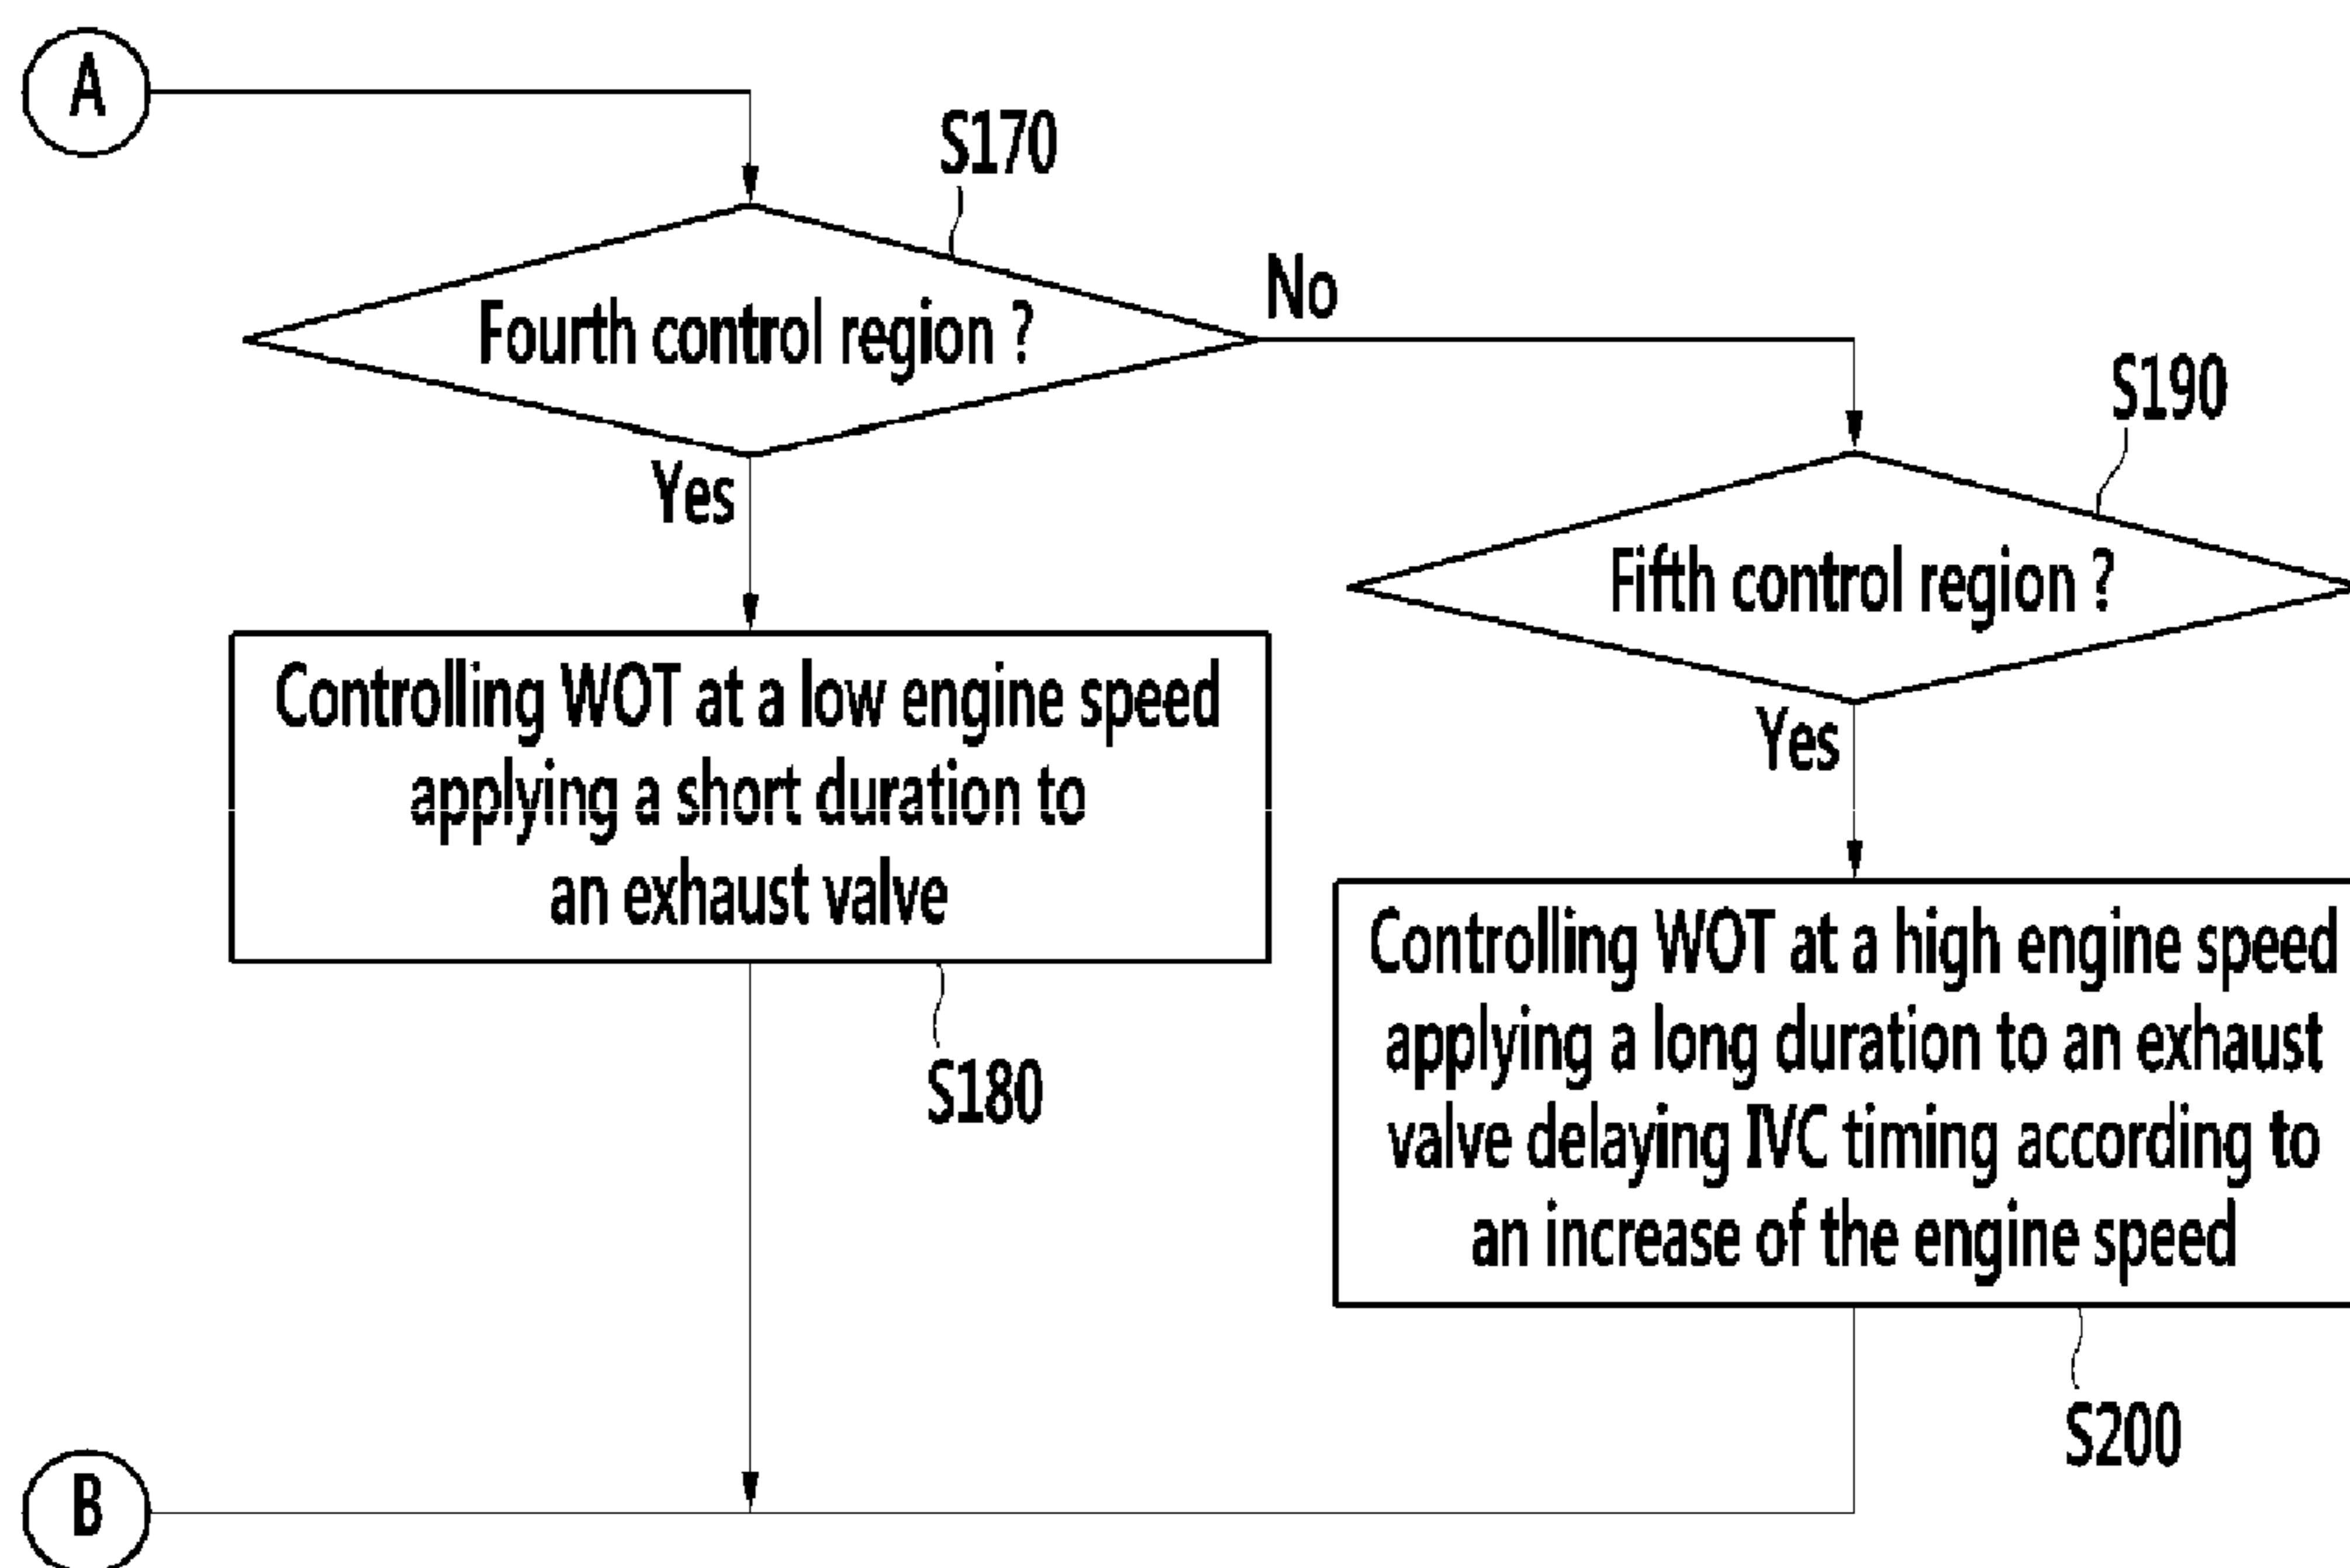 A
S170
Fourth control region ?
No
S190
Yes
Fifth control region ?
Controlling WOT at a low engine speed
applying a short duration to
an exhaust valve
Yes
S180
Controlling WOT at a high engine speed
applying a long duration to an exhaust
valve delaying IVC timing according to
an increase of the engine speed
S200
B